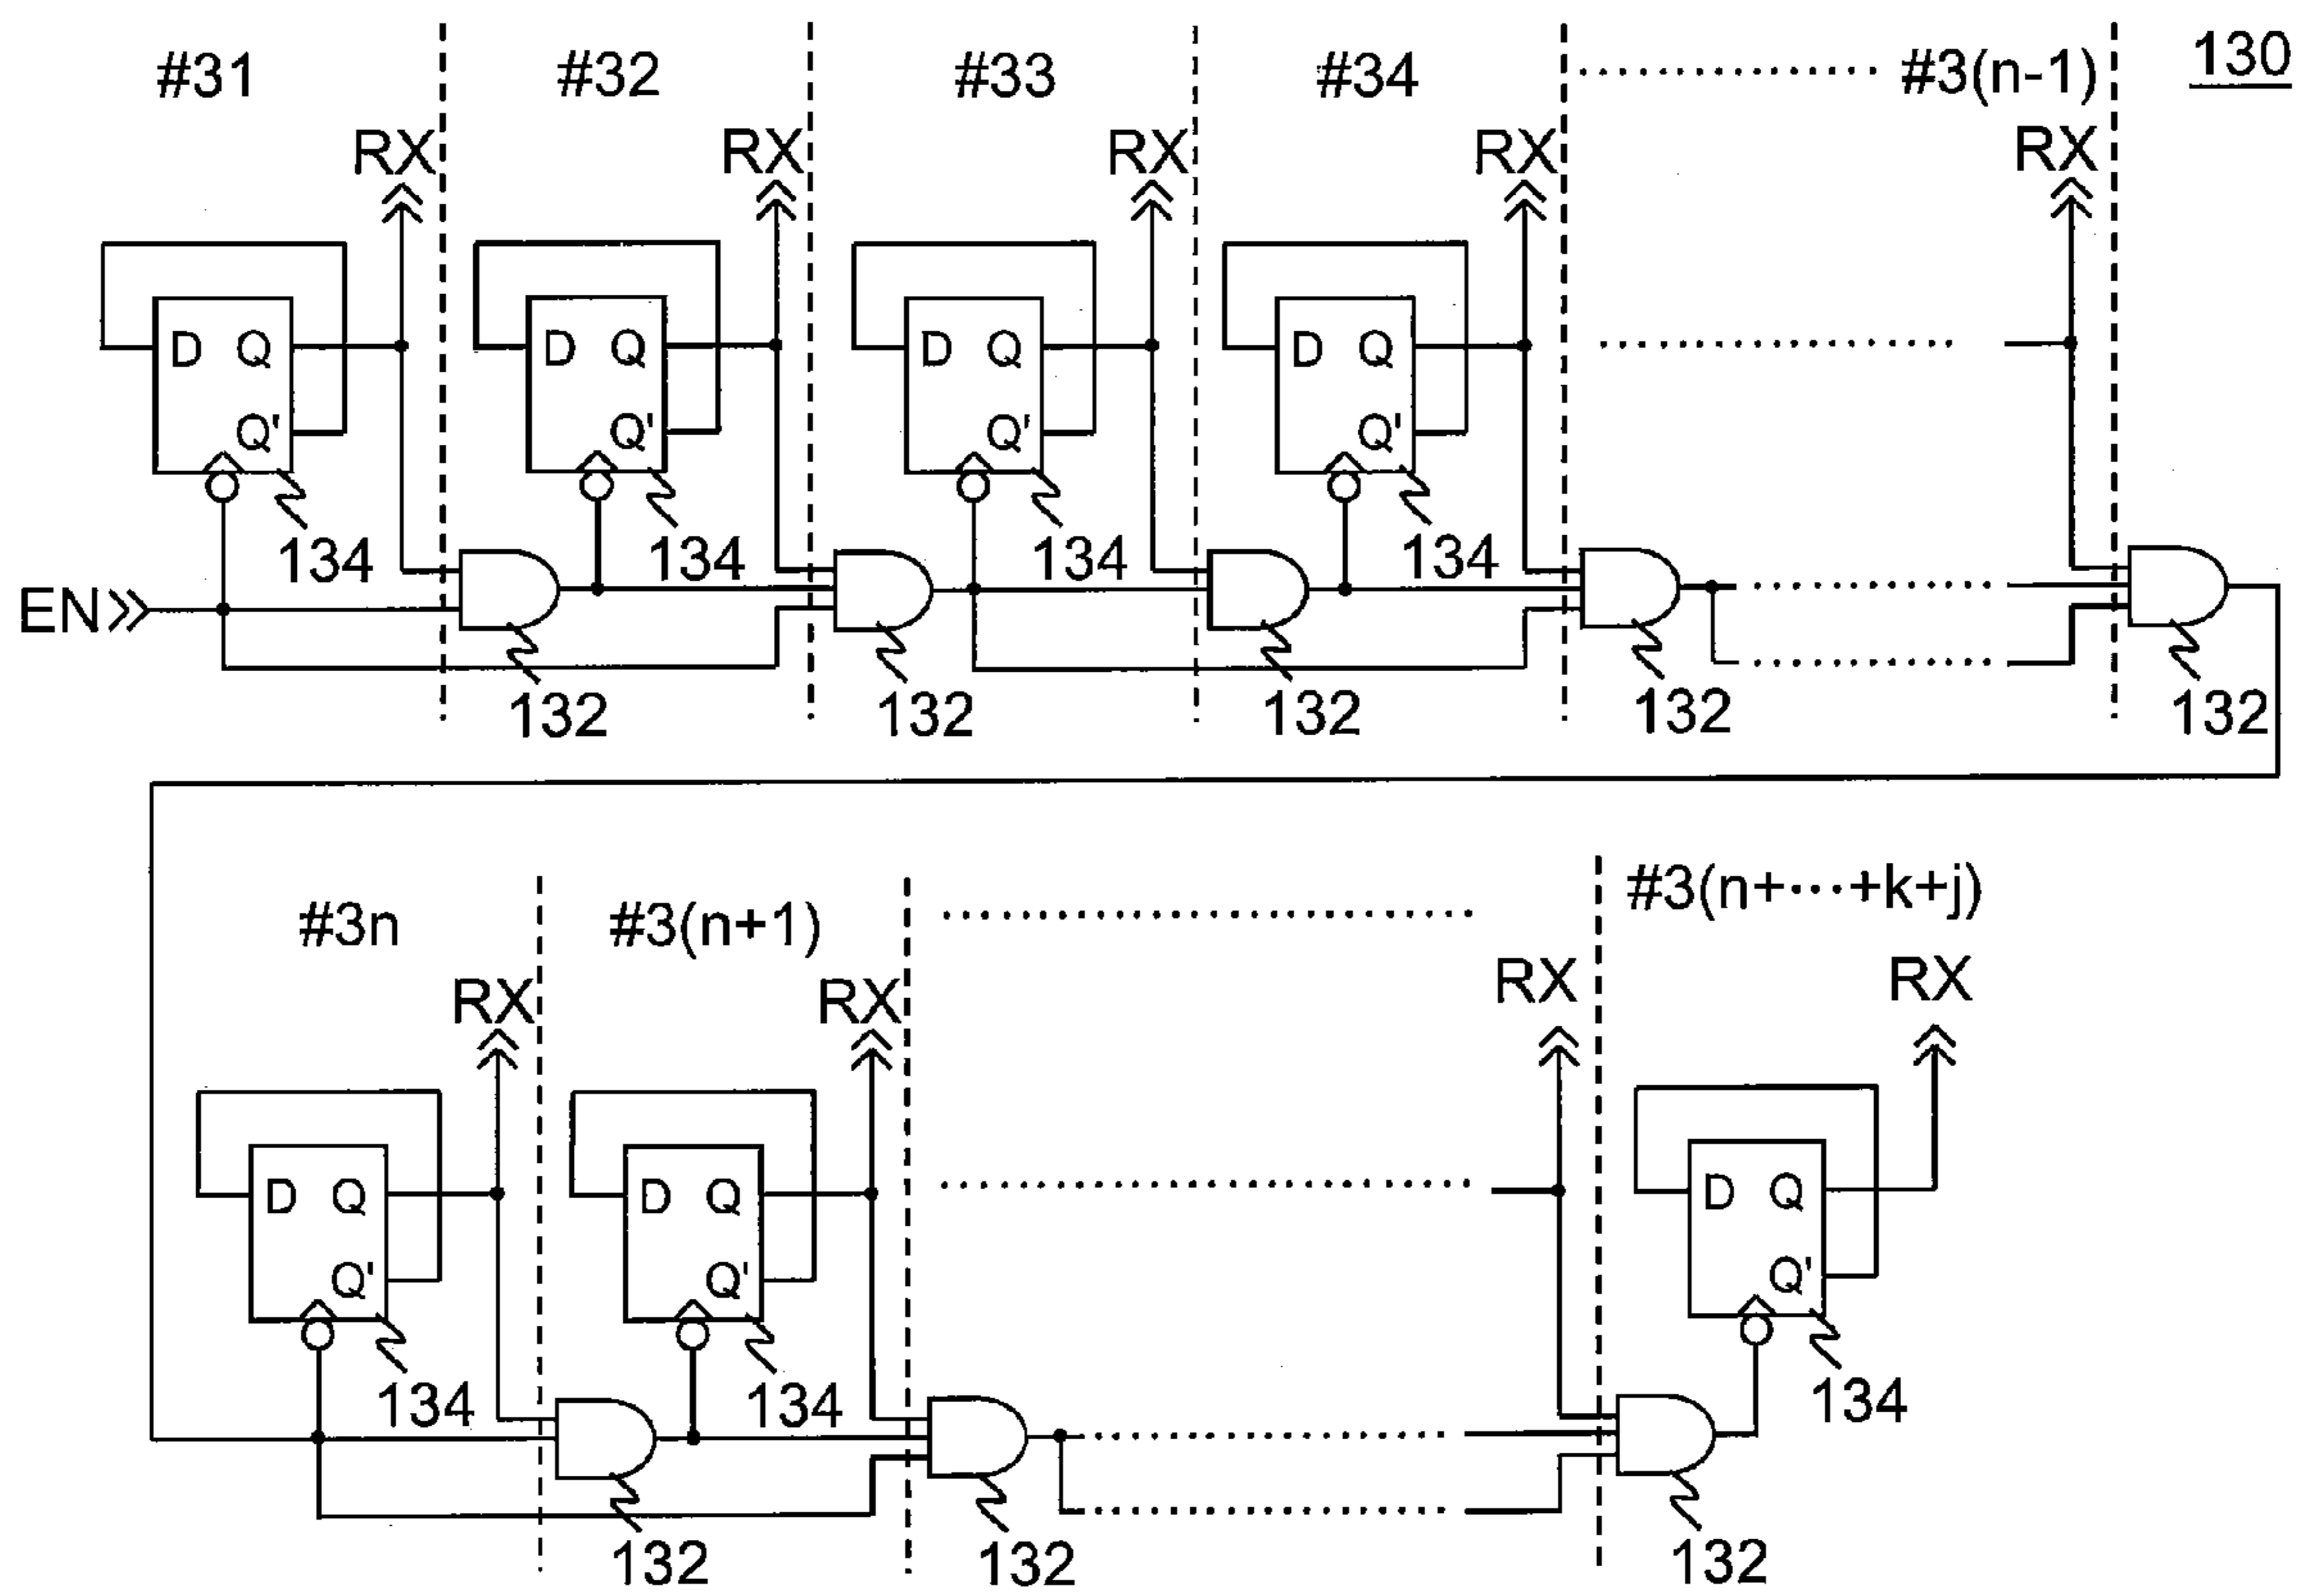 #31 #32 #33 #34 ........ #3(n-1) 130
RX RX RX RX RX
D Q D Q D Q D Q
Q' Q' Q' Q'
134 134 134 134
EN
132 132 132 132 132
#3n #3(n+1) ........ #3(n+···+k+j)
RX RX RX RX
D Q D Q D Q
Q' Q' Q'
134 134 134
132 132 132